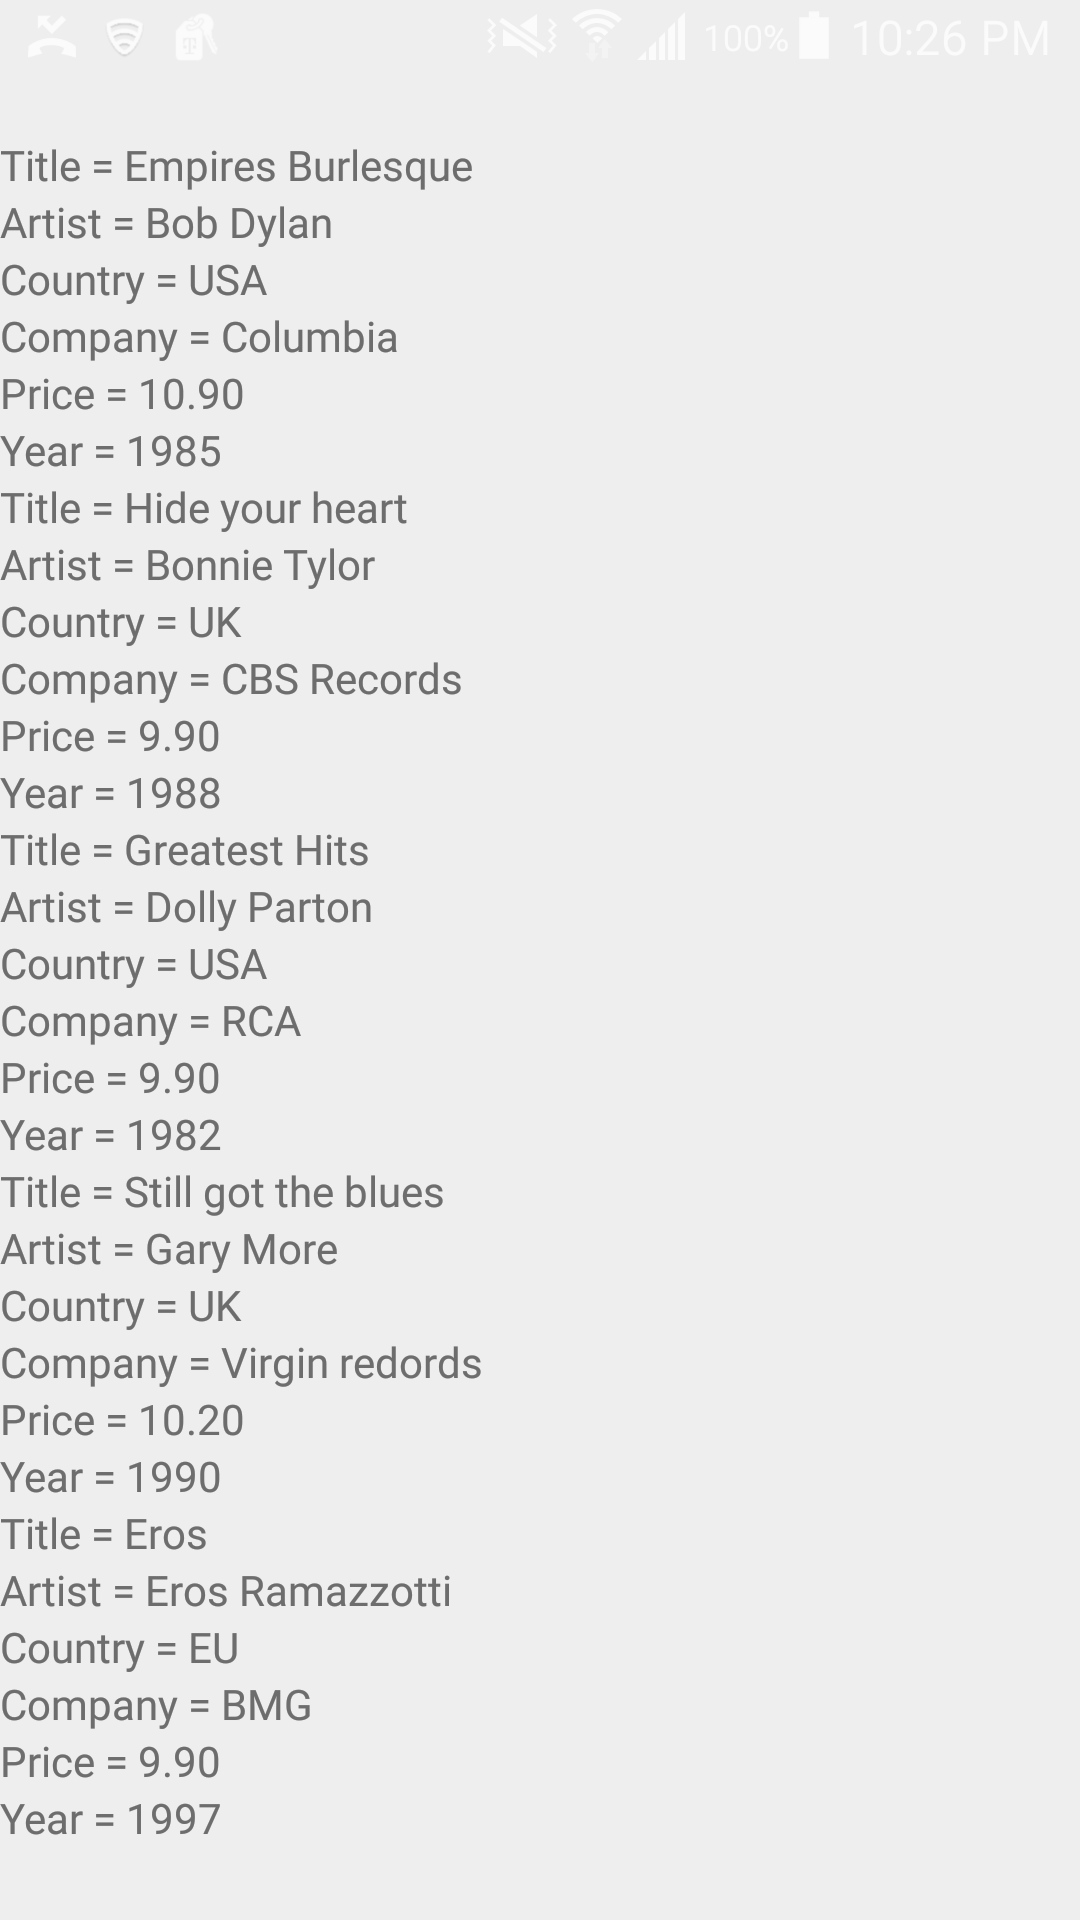 100% 10:26 PM
Title = Empires Burlesque
Artist = Bob Dylan
Country = USA
Company = Columbia
Price = 10.90
Year = 1985
Title = Hide your heart
Artist = Bonnie Tylor
Country = UK
Company = CBS Records
Price = 9.90
Year = 1988
Title = Greatest Hits
Artist = Dolly Parton
Country = USA
Company = RCA
Price = 9.90
Year = 1982
Title = Still got the blues
Artist = Gary More
Country = UK
Company = Virgin redords
Price = 10.20
Year = 1990
Title = Eros
Artist = Eros Ramazzotti
Country = EU
Company = BMG
Price = 9.90
Year = 1997